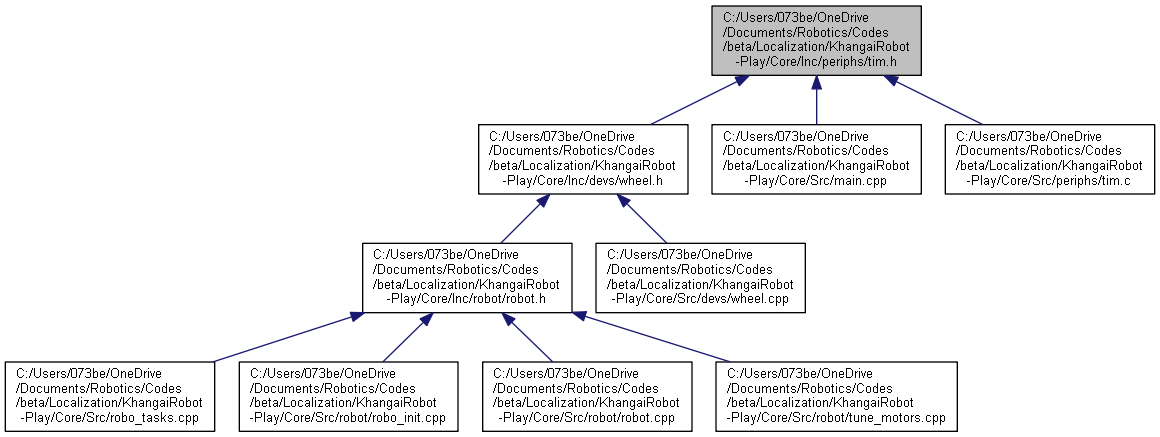 C:/Users/073be/OneDrive
/Documents/Robotics/Codes
/beta/Localization/KhangaiRobot
-Play/Core/Inc/periphs/tim.h
C:/Users/073be/OneDrive
/Documents/Robotics/Codes
/beta/Localization/KhangaiRobot
-Play/Core/Inc/devs/wheel.h
C:/Users/073be/OneDrive
/Documents/Robotics/Codes
/beta/Localization/KhangaiRobot
-Play/Core/Src/main.cpp
C:/Users/073be/OneDrive
/Documents/Robotics/Codes
/beta/Localization/KhangaiRobot
-Play/Core/Src/periphs/tim.c
C:/Users/073be/OneDrive
/Documents/Robotics/Codes
/beta/Localization/KhangaiRobot
-Play/Core/Inc/robot/robot.h
C:/Users/073be/OneDrive
/Documents/Robotics/Codes
/beta/Localization/KhangaiRobot
-Play/Core/Src/devs/wheel.cpp
C:/Users/073be/OneDrive
/Documents/Robotics/Codes
/beta/Localization/KhangaiRobot
-Play/Core/Src/robo_tasks.cpp
C:/Users/073be/OneDrive
/Documents/Robotics/Codes
/beta/Localization/KhangaiRobot
-Play/Core/Src/robot/robo_init.cpp
C:/Users/073be/OneDrive
/Documents/Robotics/Codes
/beta/Localization/KhangaiRobot
-Play/Core/Src/robot/robot.cpp
C:/Users/073be/OneDrive
/Documents/Robotics/Codes
/beta/Localization/KhangaiRobot
-Play/Core/Src/robot/tune_motors.cpp